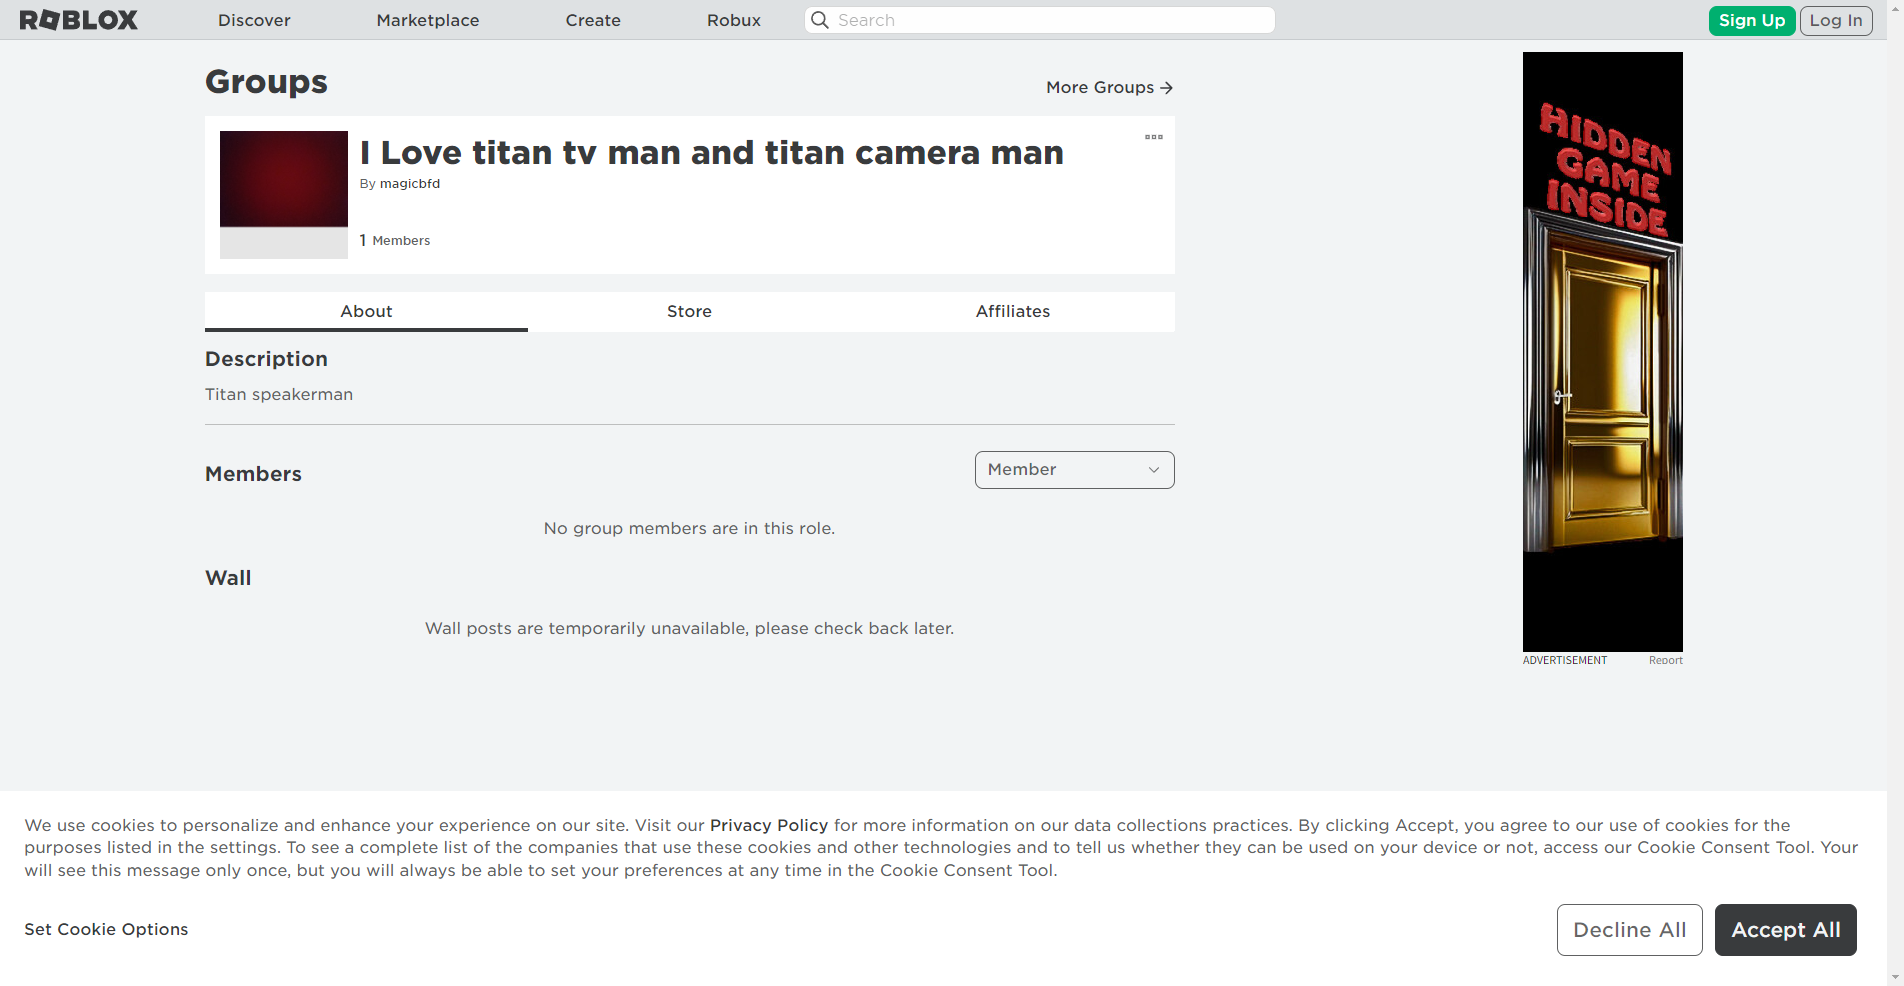 ROBLOX
Discover
Marketplace
Create
Robux
Search
Sign Up
Log In
Groups
More Groups
I Love titan tv man and titan camera man
By magicbfd
1 Members
About
Store
Affiliates
Description
Titan speakerman
Members
Member
No group members are in this role.
Wall
Wall posts are temporarily unavailable, please check back later.
HIDDEN
GAME
INSIDE
ADVERTISEMENT
Report
We use cookies to personalize and enhance your experience on our site. Visit our Privacy Policy for more information on our data collections practices. By clicking Accept, you agree to our use of cookies for the
purposes listed in the settings. To see a complete list of the companies that use these cookies and other technologies and to tell us whether they can be used on your device or not, access our Cookie Consent Tool. Your
will see this message only once, but you will always be able to set your preferences at any time in the Cookie Consent Tool.
Set Cookie Options
Decline All
Accept All